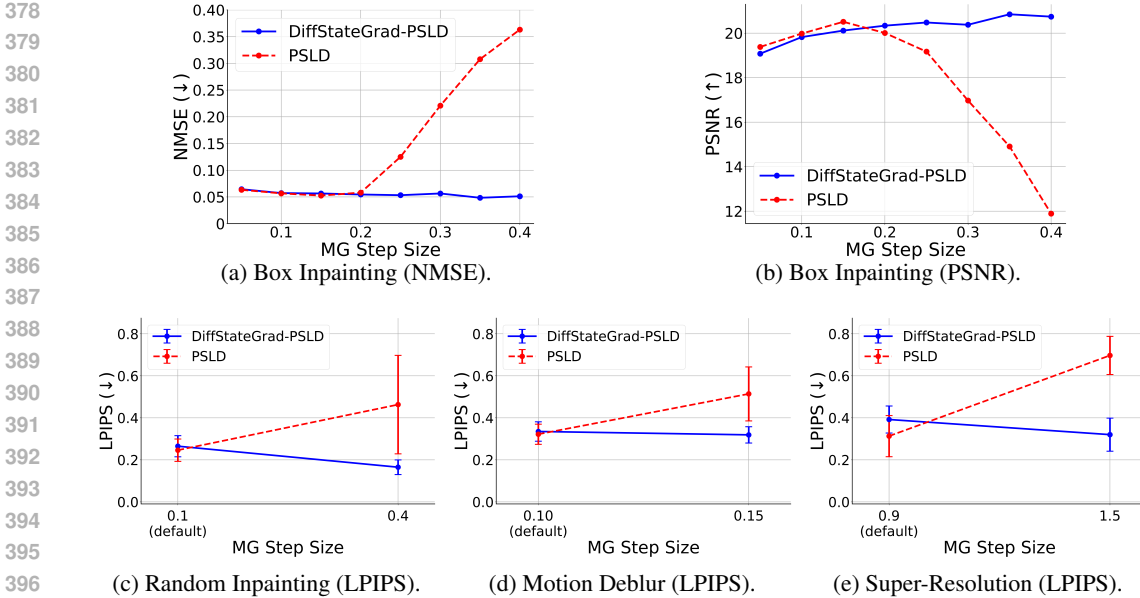 378
379
380
381
382
383
384
385
386
387
388
389
390
391
392
393
394
395
396
0.40
0.35
0.30
0.25
0.20
0.15
0.10
0.05
0
NMSE (↓)
DiffStateGrad-PSLD
PSLD
0.1 0.2 0.3 0.4
MG Step Size
(a) Box Inpainting (NMSE).
20
18
16
14
12
PSNR (↑)
DiffStateGrad-PSLD
PSLD
0.1 0.2 0.3 0.4
MG Step Size
(b) Box Inpainting (PSNR).
0.8
0.6
0.4
0.2
0.0
LPIPS (↓)
DiffStateGrad-PSLD
PSLD
0.1 0.4
(default)
MG Step Size
(c) Random Inpainting (LPIPS).
0.8
0.6
0.4
0.2
0.0
LPIPS (↓)
DiffStateGrad-PSLD
PSLD
0.10 0.15
(default)
MG Step Size
(d) Motion Deblur (LPIPS).
0.8
0.6
0.4
0.2
0.0
LPIPS (↓)
DiffStateGrad-PSLD
PSLD
0.9 1.5
(default)
MG Step Size
(e) Super-Resolution (LPIPS).